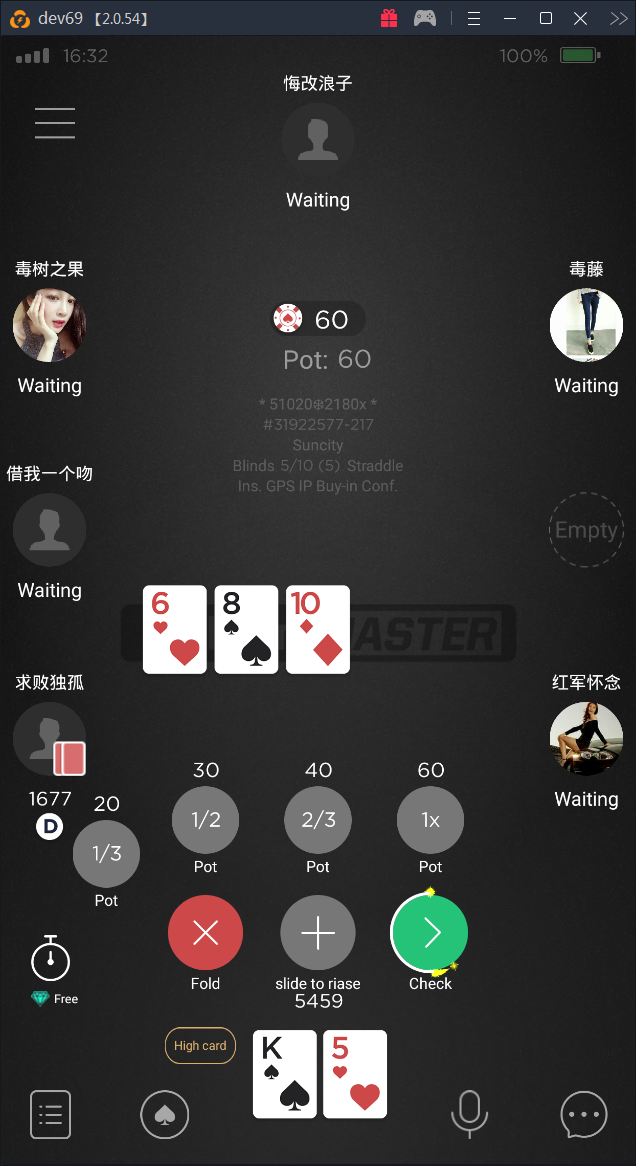 dev69 【2.0.54】
16:32
100%
悔改浪子
Waiting
毒树之果
毒藤
60
Waiting
Waiting
Pot: 60
* 51020❉2180x *
#31922577-217
Suncity
Blinds 5/10 (5) Straddle
Ins. GPS IP Buy-in Conf.
借我一个吻
Empty
Waiting
6
8
10
求败独孤
红军怀念
1677
Waiting
D
20
1/3
Pot
30
1/2
Pot
40
2/3
Pot
60
1x
Pot
Free
Fold
slide to riase
Check
5459
High card
K
5